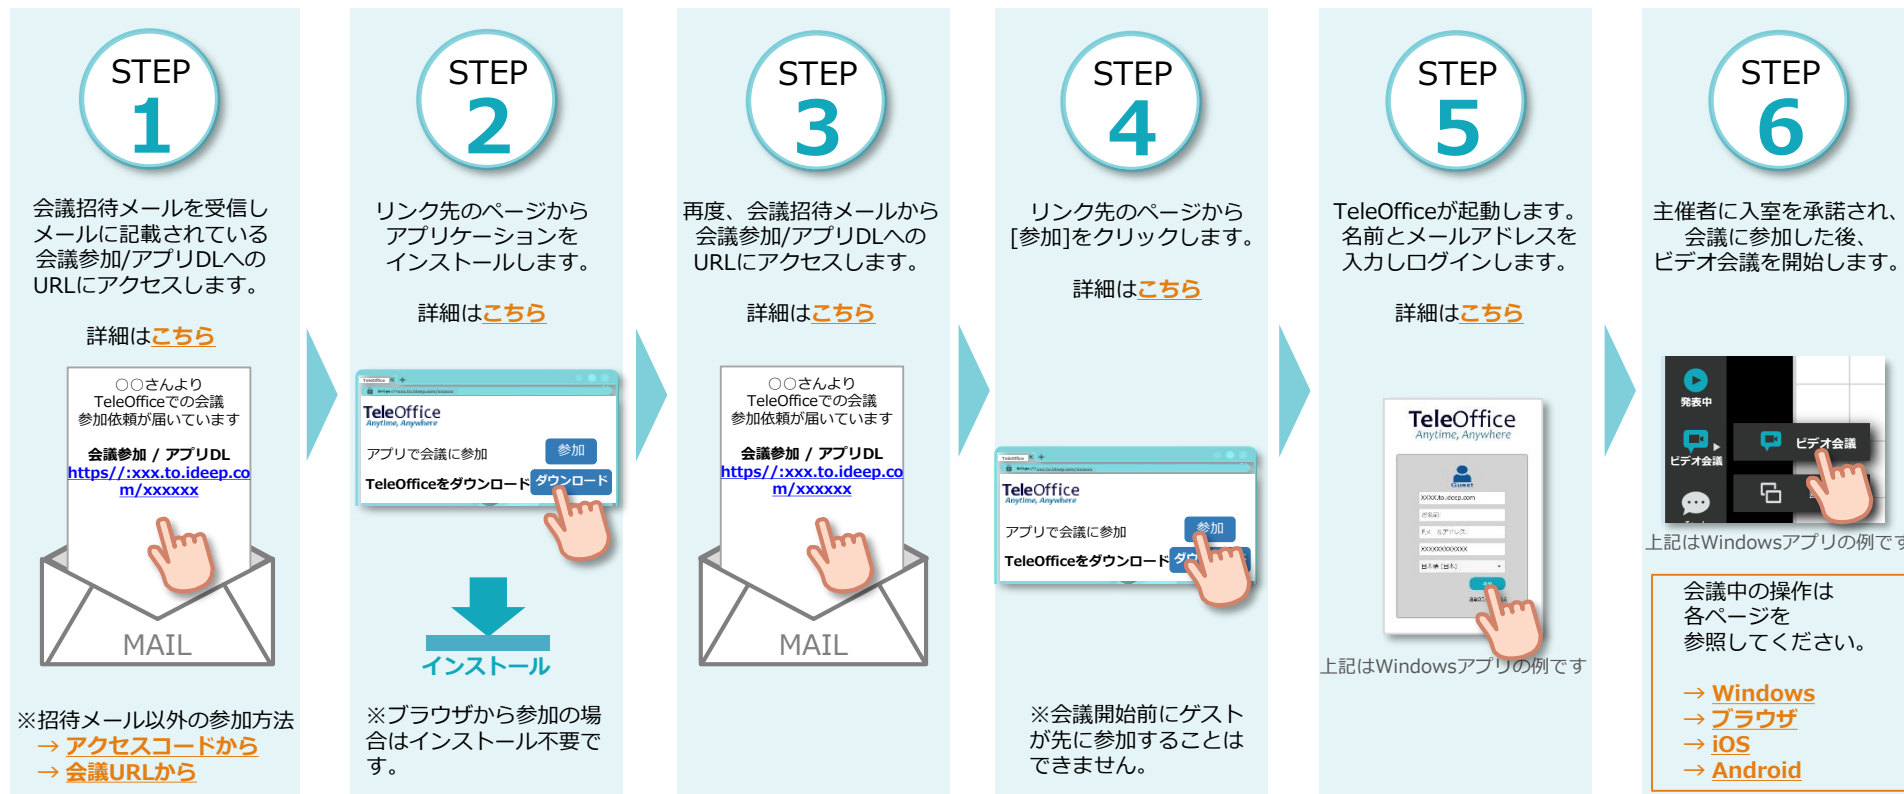 STEP
1
会議招待メールを受信し
メールに記載されている
会議参加/アプリDLへの
URLにアクセスします。
詳細はこちら
○○さんより
TeleOfficeでの会議
参加依頼が届いています
会議参加 / アプリDL
https//:xxx.to.ideep.co
m/xxxxxx
MAIL
※招待メール以外の参加方法
→ アクセスコードから
→ 会議URLから
STEP
2
リンク先のページから
アプリケーションを
インストールします。
詳細はこちら
TeleOffice
TeleOffice
Anytime, Anywhere
アプリで会議に参加
参加
TeleOfficeをダウンロード
ダウンロード
インストール
※ブラウザから参加の場
合はインストール不要で
す。
STEP
3
再度、会議招待メールから
会議参加/アプリDLへの
URLにアクセスします。
詳細はこちら
○○さんより
TeleOfficeでの会議
参加依頼が届いています
会議参加 / アプリDL
https//:xxx.to.ideep.co
m/xxxxxx
MAIL
STEP
4
リンク先のページから
[参加]をクリックします。
詳細はこちら
TeleOffice
TeleOffice
Anytime, Anywhere
アプリで会議に参加
参加
TeleOfficeをダウンロード
ダウ
※会議開始前にゲスト
が先に参加することは
できません。
STEP
5
TeleOfficeが起動します。
名前とメールアドレスを
入力しログインします。
詳細はこちら
TeleOffice
Anytime, Anywhere
Guest
XXXX.to.ideep.com
XXXXXXXXXXXX
日本語 (日本)
上記はWindowsアプリの例です
STEP
6
主催者に入室を承諾され、
会議に参加した後、
ビデオ会議を開始します。
発表中
ビデオ会議
ビデオ会議
上記はWindowsアプリの例です
会議中の操作は
各ページを
参照してください。
→ Windows
→ ブラウザ
→ iOS
→ Android